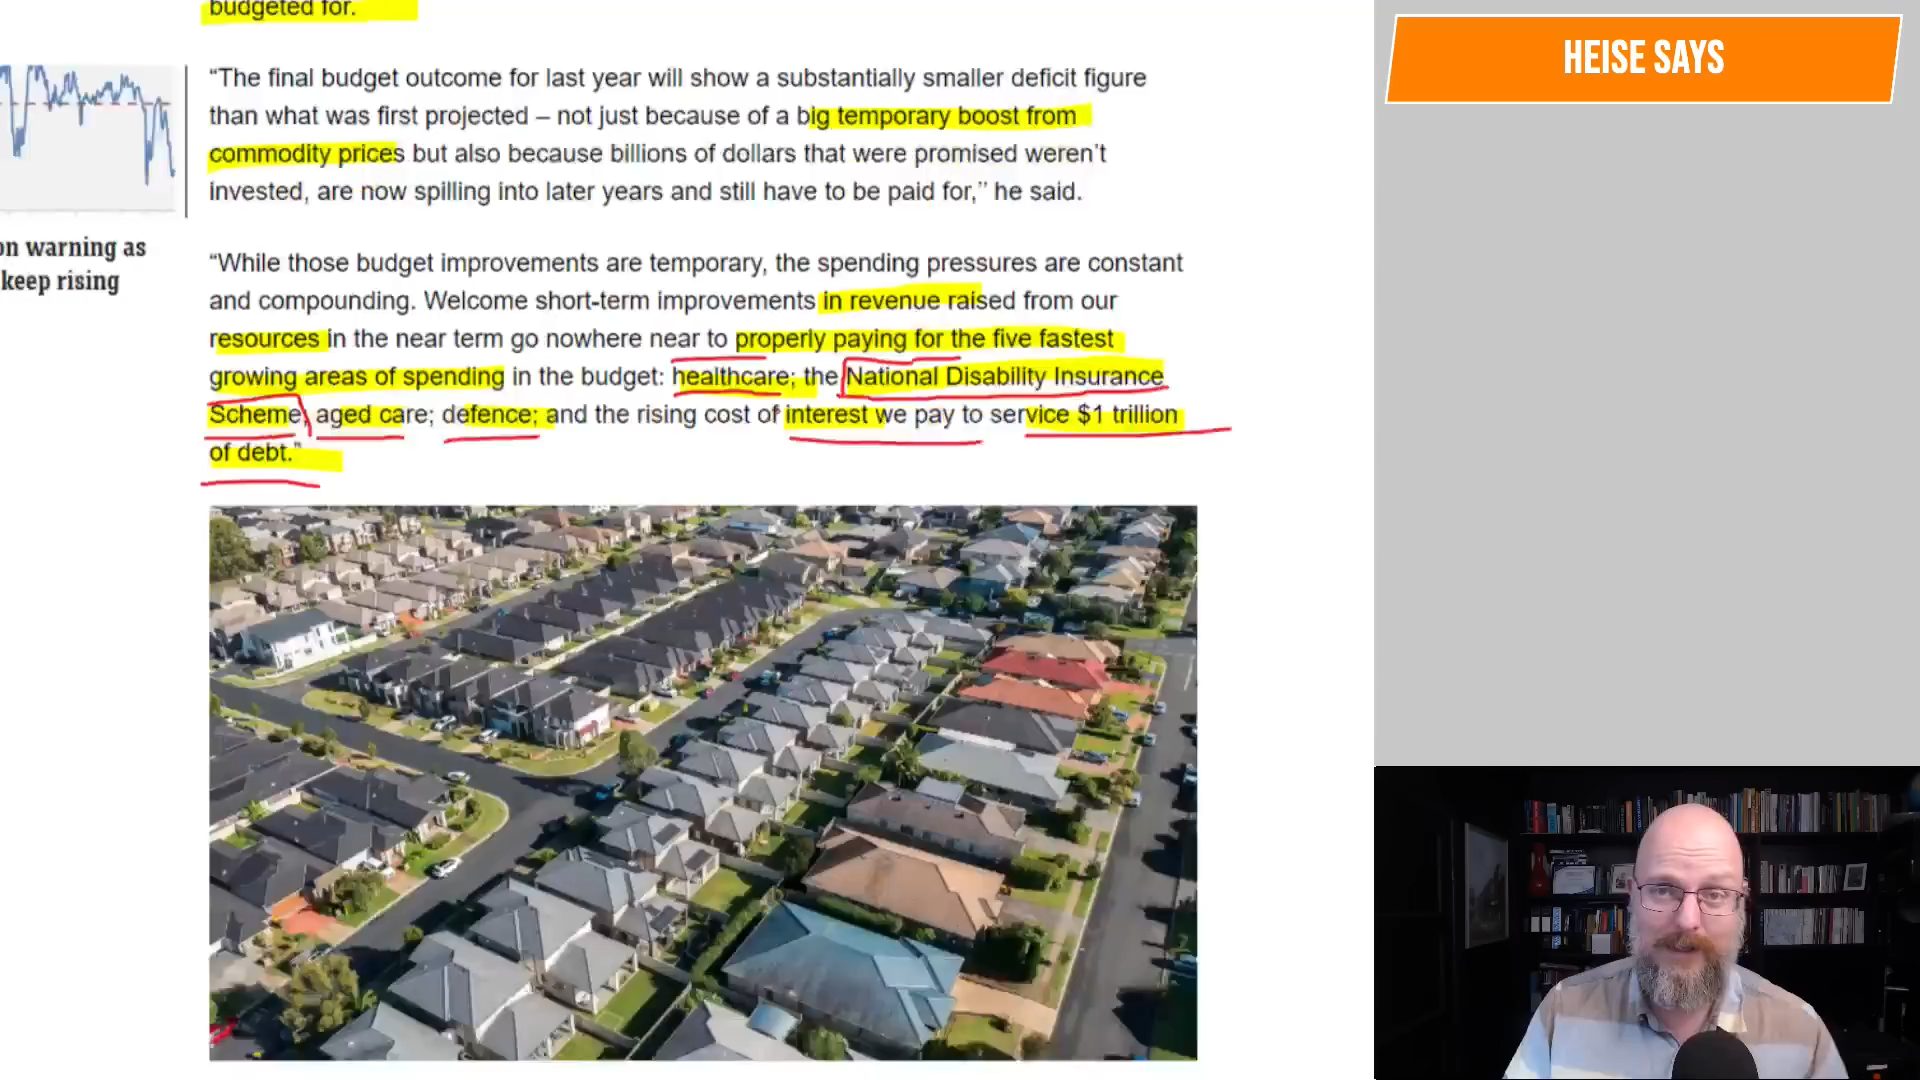 budgeted for.
HEISE SAYS
“The final budget outcome for last year will show a substantially smaller deficit figure
than what was first projected – not just because of a big temporary boost from
commodity prices but also because billions of dollars that were promised weren’t
invested, are now spilling into later years and still have to be paid for,” he said.
on warning as
keep rising
“While those budget improvements are temporary, the spending pressures are constant
and compounding. Welcome short-term improvements in revenue raised from our
resources in the near term go nowhere near to properly paying for the five fastest
growing areas of spending in the budget: healthcare; the National Disability Insurance
Scheme; aged care; defence; and the rising cost of interest we pay to service $1 trillion
of debt.”